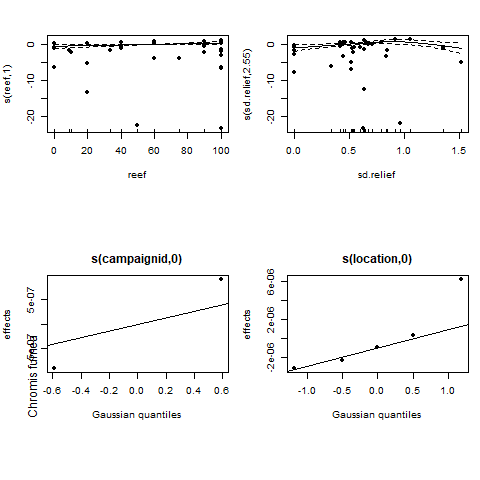 s(reef,1)
0
-10
-20
0
20
40
60
80
100
reef
s(sd.relief,2.55)
0
-10
-20
0.0
0.5
1.0
1.5
sd.relief
s(campaignid,0)
effects
5e-07
Chromis fumea
-0.6
-0.4
-0.2
0.0
0.2
0.4
0.6
Gaussian quantiles
s(location,0)
effects
6e-06
2e-06
-2e-06
-1.0
-0.5
0.0
0.5
1.0
Gaussian quantiles